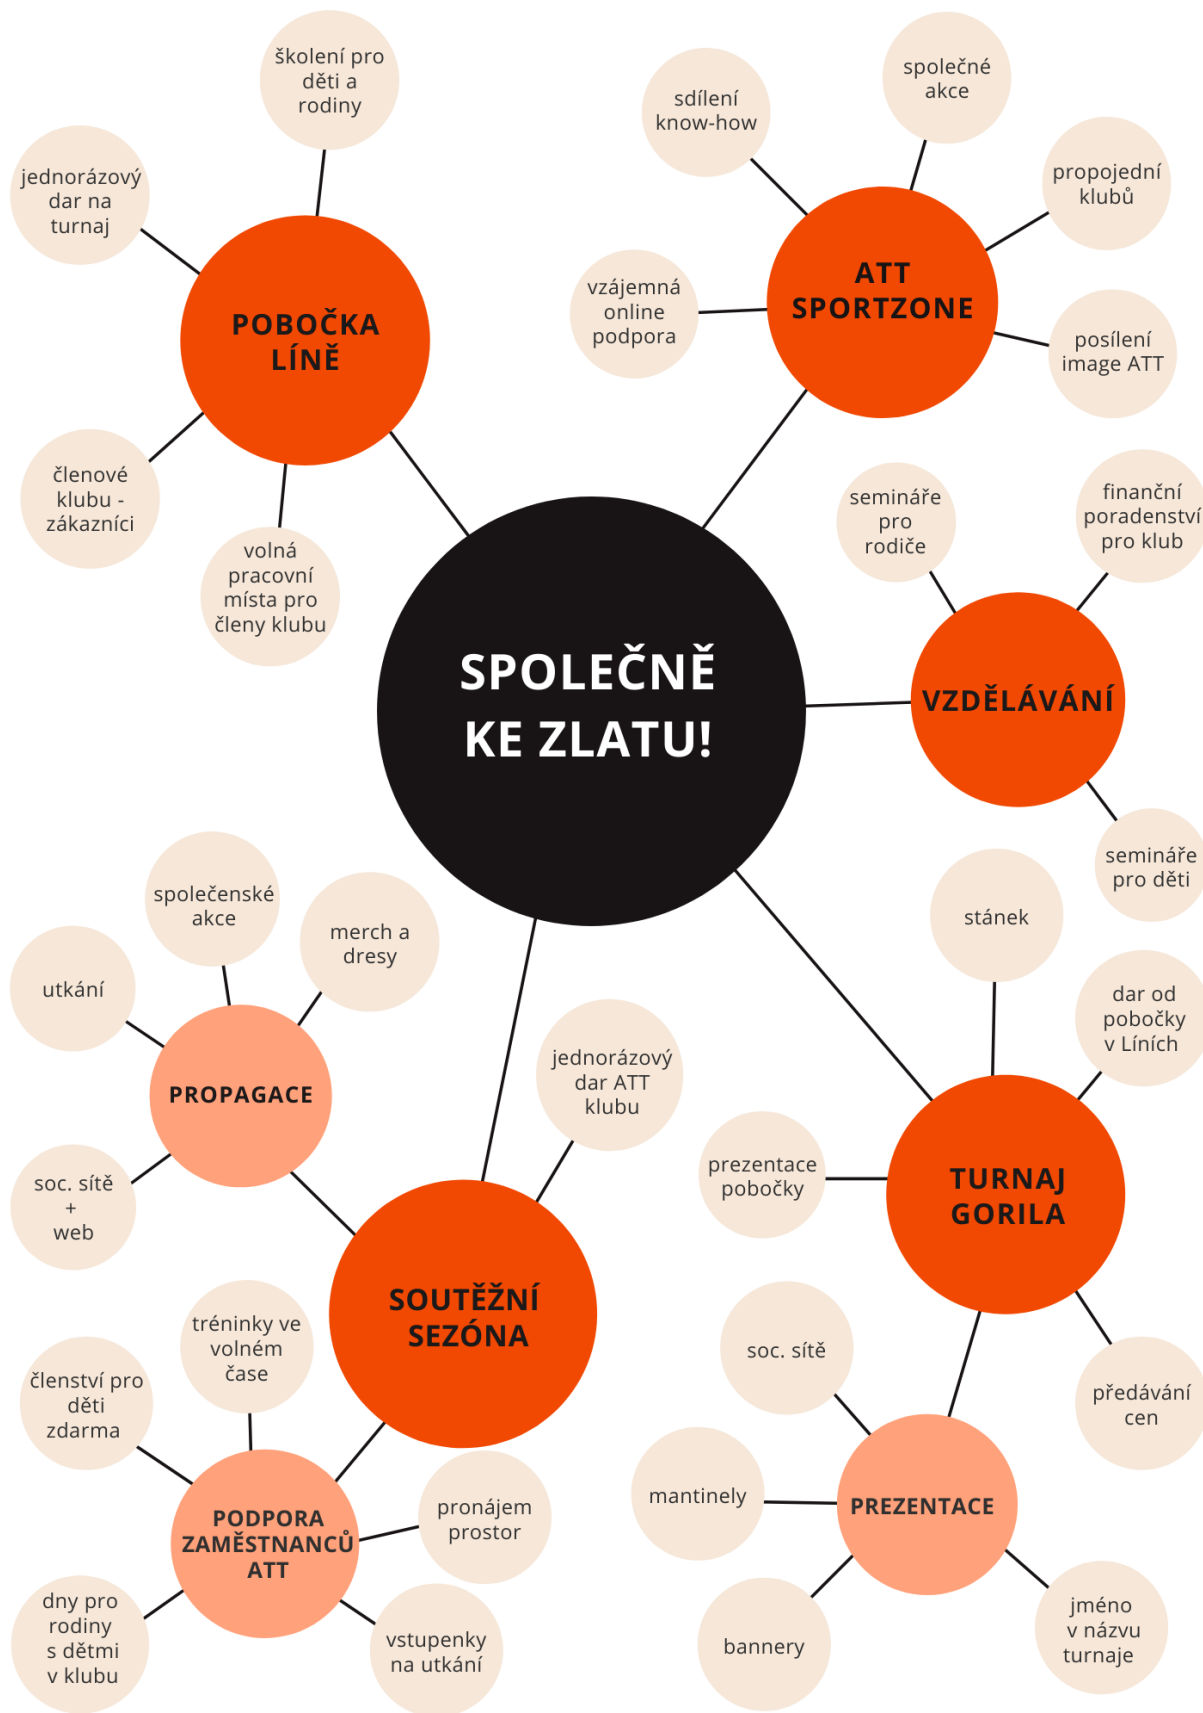 školení pro
děti a
rodiny
jednorázový
dar na
turnaj
POBOČKA
LÍNĚ
členové
klubu -
zákazníci
volná
pracovní
místa pro
členy klubu
sdílení
know-how
společné
akce
propojední
klubů
vzájemná
online
podpora
ATT
SPORTZONE
posílení
image ATT
SPOLEČNĚ
KE ZLATU!
semináře
pro
rodiče
finanční
poradenství
pro klub
VZDĚLÁVÁNÍ
semináře
pro děti
společenské
akce
merch a
dresy
utkání
PROPAGACE
soc. sítě
+
web
jednorázový
dar ATT
klubu
SOUTĚŽNÍ
SEZÓNA
tréninky ve
volném
čase
členství pro
děti
zdarma
PODPORA
ZAMĚSTNANCŮ
ATT
pronájem
prostor
dny pro
rodiny
s dětmi
v klubu
vstupenky
na utkání
stánek
dar od
pobočky
v Líních
prezentace
pobočky
TURNAJ
GORILA
předávání
cen
soc. sítě
mantinely
PREZENTACE
bannery
jméno
v názvu
turnaje